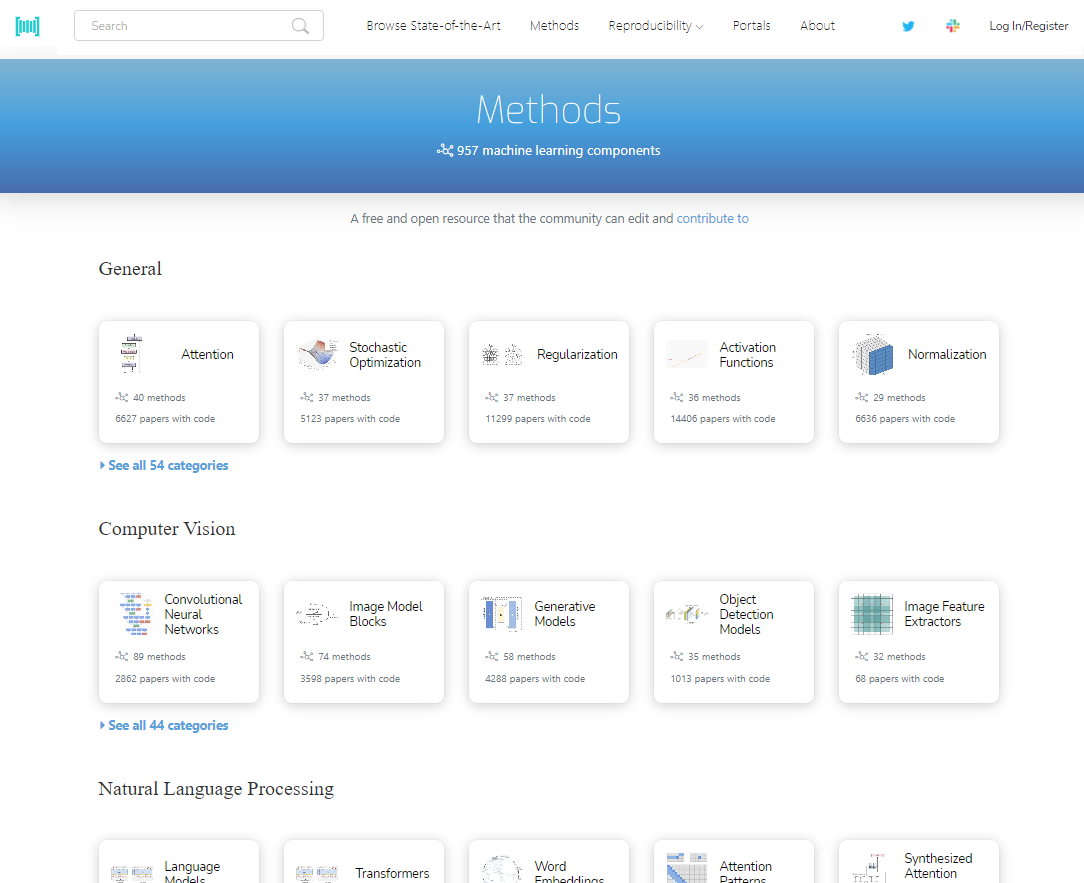 Search
Browse State-of-the-Art
Methods
Reproducibility
Portals
About
Log In/Register
Methods
957 machine learning components
A free and open resource that the community can edit and contribute to
General
Attention
40 methods
6627 papers with code
Stochastic
Optimization
37 methods
5123 papers with code
Regularization
37 methods
11299 papers with code
Activation
Functions
36 methods
14406 papers with code
Normalization
29 methods
6636 papers with code
See all 54 categories
Computer Vision
Convolutional
Neural
Networks
89 methods
2862 papers with code
Image Model
Blocks
74 methods
3598 papers with code
Generative
Models
58 methods
4288 papers with code
Object
Detection
Models
35 methods
1013 papers with code
Image Feature
Extractors
32 methods
68 papers with code
See all 44 categories
Natural Language Processing
Language
Models
Transformers
Word
Embeddings
Attention
Patterns
Synthesized
Attention